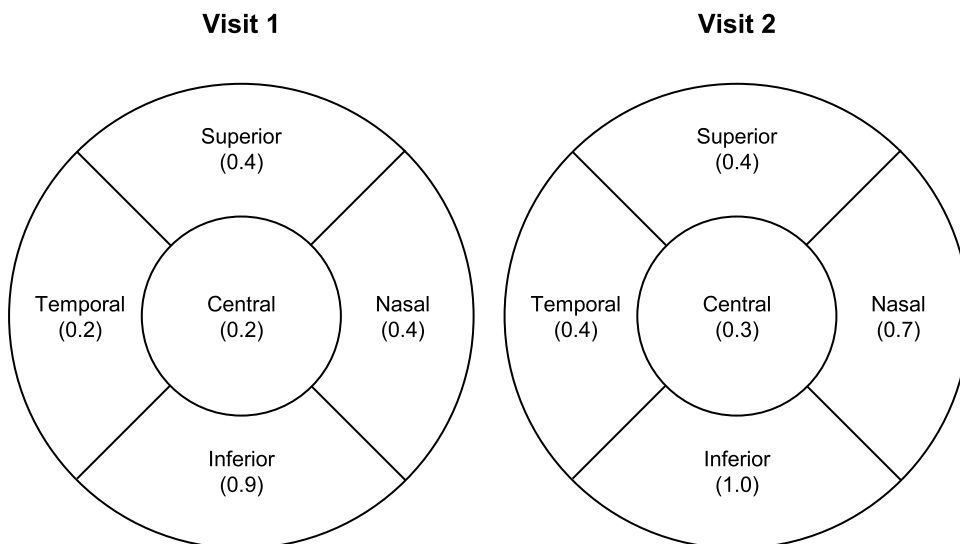 Visit 1
Superior
(0.4)
Temporal
(0.2)
Central
(0.2)
Nasal
(0.4)
Inferior
(0.9)
Visit 2
Superior
(0.4)
Temporal
(0.4)
Central
(0.3)
Nasal
(0.7)
Inferior
(1.0)